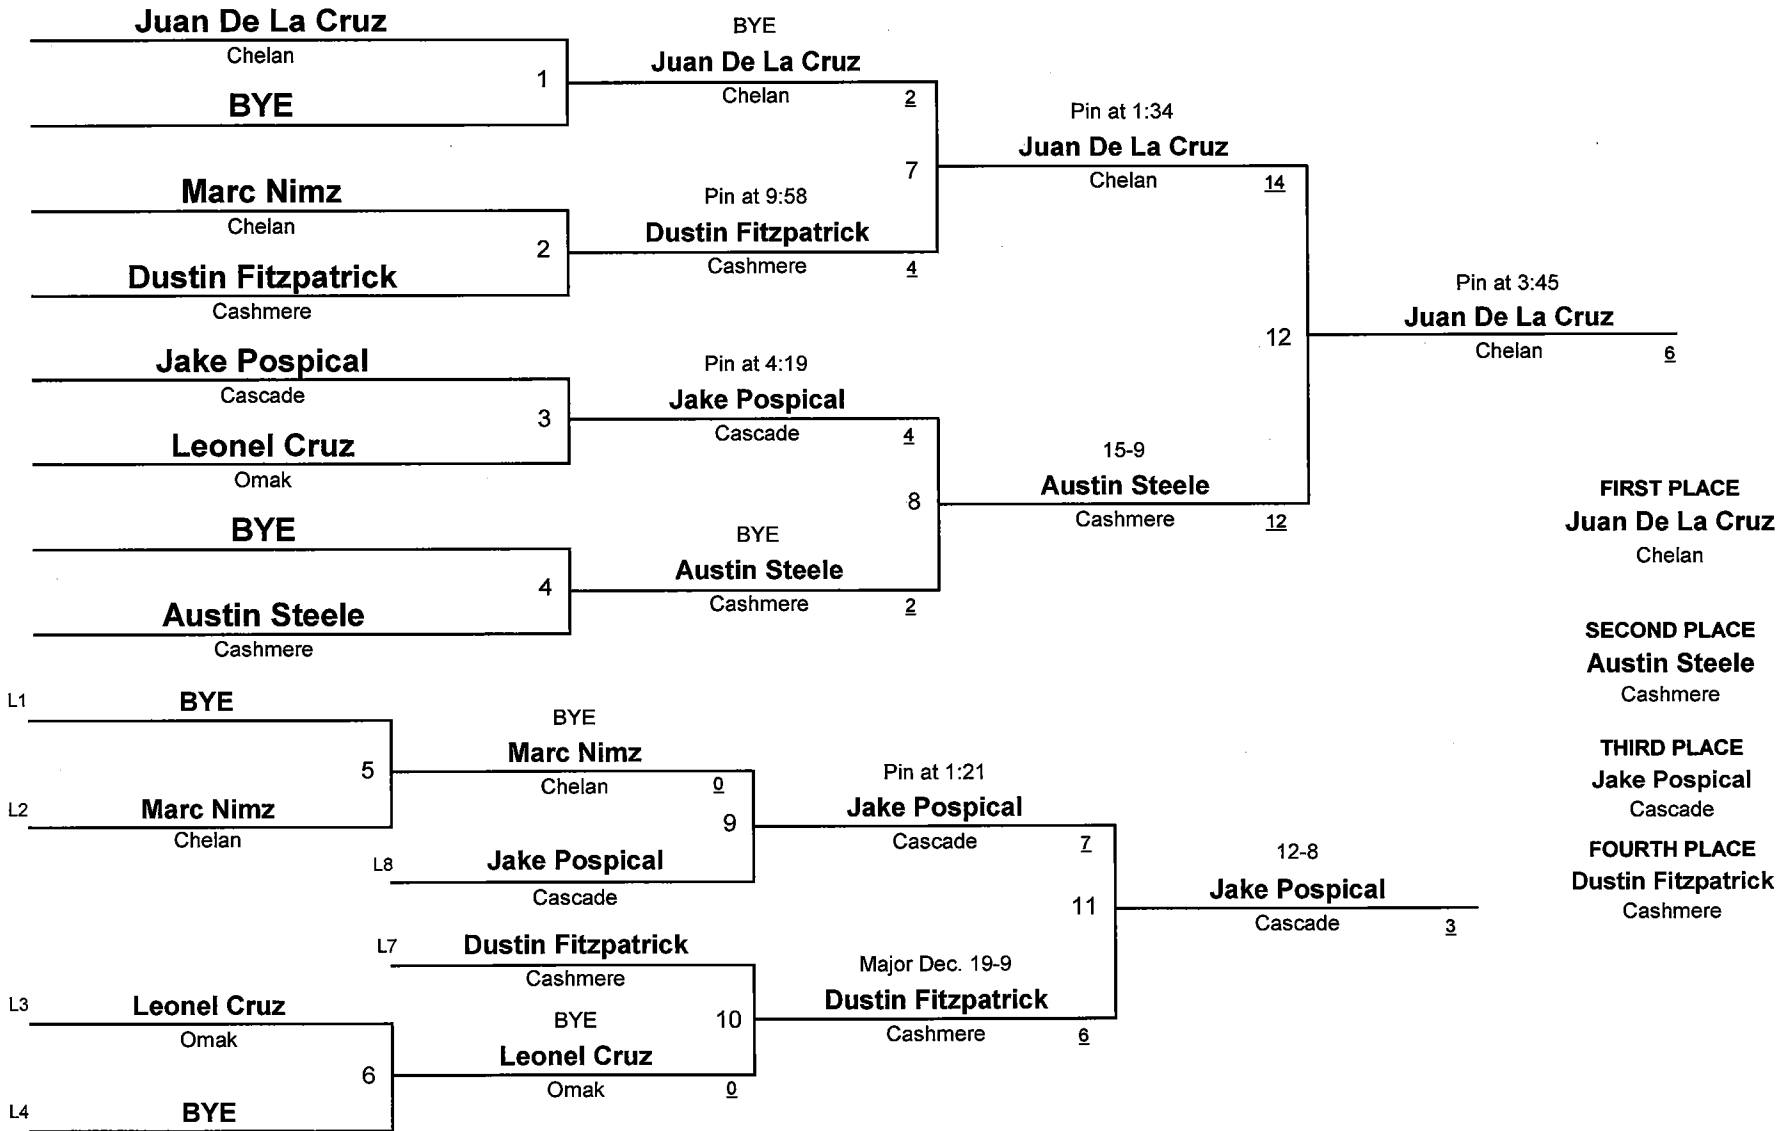 Juan De La Cruz
Chelan
1
BYE
Marc Nimz
Chelan
2
Dustin Fitzpatrick
Cashmere
Jake Pospical
Cascade
3
Leonel Cruz
Omak
BYE
4
Austin Steele
Cashmere
BYE
Juan De La Cruz
Chelan 2
7
Pin at 9:58
Dustin Fitzpatrick
Cashmere 4
Pin at 4:19
Jake Pospical
Cascade 4
8
BYE
Austin Steele
Cashmere 2
Pin at 1:34
Juan De La Cruz
Chelan 14
12
15-9
Austin Steele
Cashmere 12
Pin at 3:45
Juan De La Cruz
Chelan 6
FIRST PLACE
Juan De La Cruz
Chelan
SECOND PLACE
Austin Steele
Cashmere
THIRD PLACE
Jake Pospical
Cascade
FOURTH PLACE
Dustin Fitzpatrick
Cashmere
L1 BYE
5
L2 Marc Nimz
Chelan
BYE
Marc Nimz
Chelan 0
9
L8 Jake Pospical
Cascade
L7 Dustin Fitzpatrick
Cashmere
L3 Leonel Cruz
Omak
6
L4 BYE
BYE 10
Leonel Cruz
Omak 0
Pin at 1:21
Jake Pospical
Cascade 7
11
Major Dec. 19-9
Dustin Fitzpatrick
Cashmere 6
12-8
Jake Pospical
Cascade 3